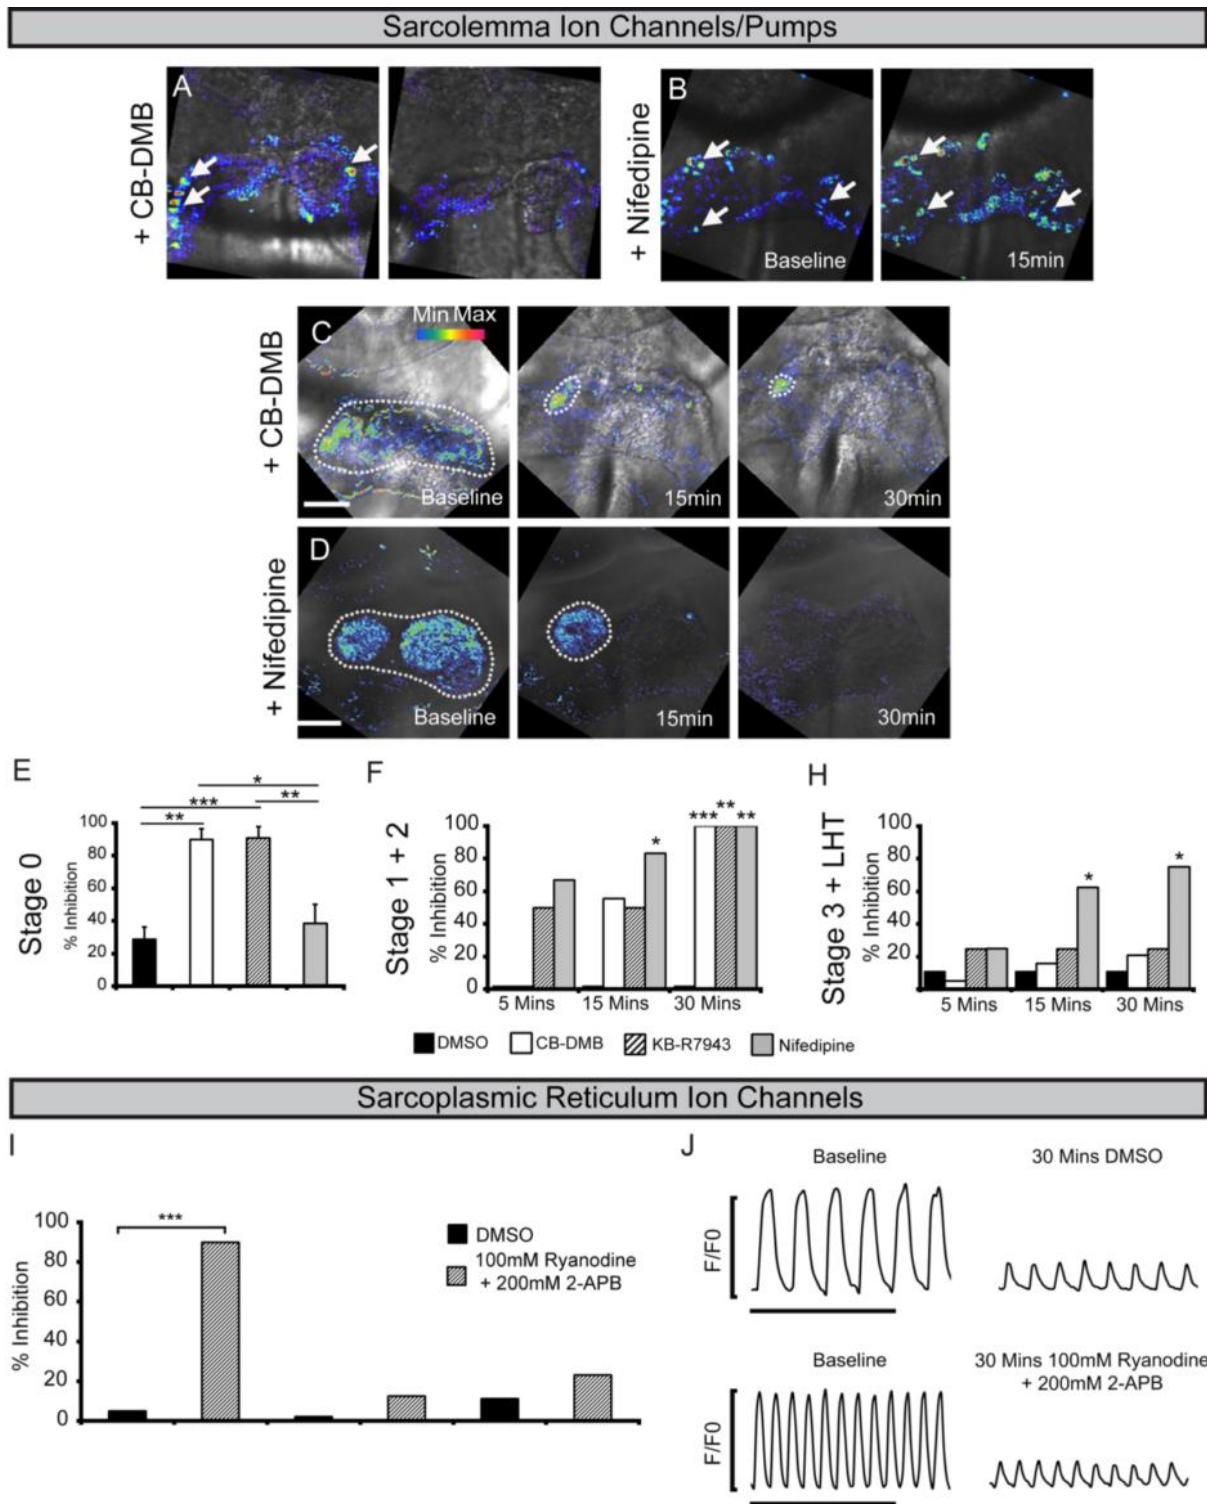 Sarcolemma Ion Channels/Pumps
A
B
+ CB-DMB
+ Nifedipine
Baseline
15min
C
Min Max
+ CB-DMB
Baseline
15min
30min
D
+ Nifedipine
Baseline
15min
30min
E
Stage 0
% Inhibition
100
80
60
40
20
0
***
**
*
**
F
Stage 1 + 2
% Inhibition
100
80
60
40
20
0
*
***
**
**
5 Mins
15 Mins
30 Mins
H
Stage 3 + LHT
% Inhibition
100
80
60
40
20
*
*
5 Mins
15 Mins
30 Mins
DMSO
CB-DMB
KB-R7943
Nifedipine
Sarcoplasmic Reticulum Ion Channels
I
% Inhibition
100
80
60
40
20
0
***
DMSO
100mM Ryanodine
+ 200mM 2-APB
J
Baseline
30 Mins DMSO
F/F0
Baseline
30 Mins 100mM Ryanodine
+ 200mM 2-APB
F/F0